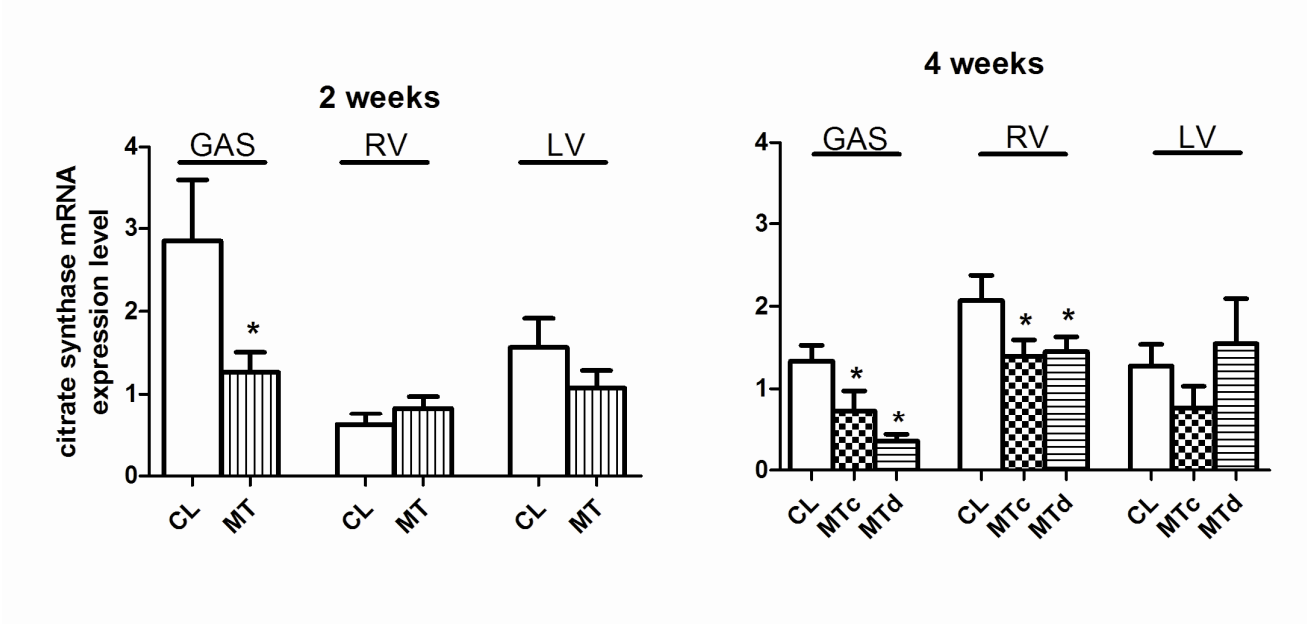 2 weeks
citrate synthase mRNA
expression level
4
3
2
1
0
GAS
RV
LV
*
CL
MT
CL
MT
CL
MT
4 weeks
4
3
2
1
0
GAS
RV
LV
*
*
*
*
CL
MTc
MTd
CL
MTc
MTd
CL
MTc
MTd